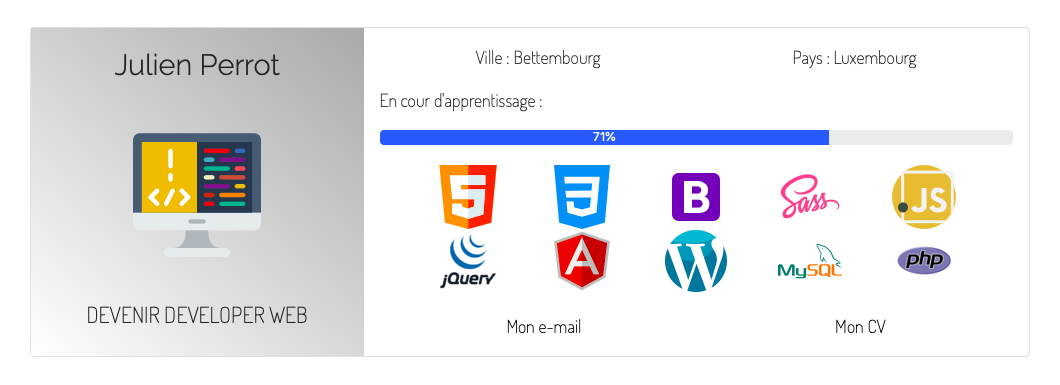 Julien Perrot
DEVENIR DEVELOPER WEB
Ville : Bettembourg
Pays : Luxembourg
En cour d'apprentissage :
71%
5
3
B
Sass
JS
jQuery
A
W
MySQL
php
Mon e-mail
Mon CV